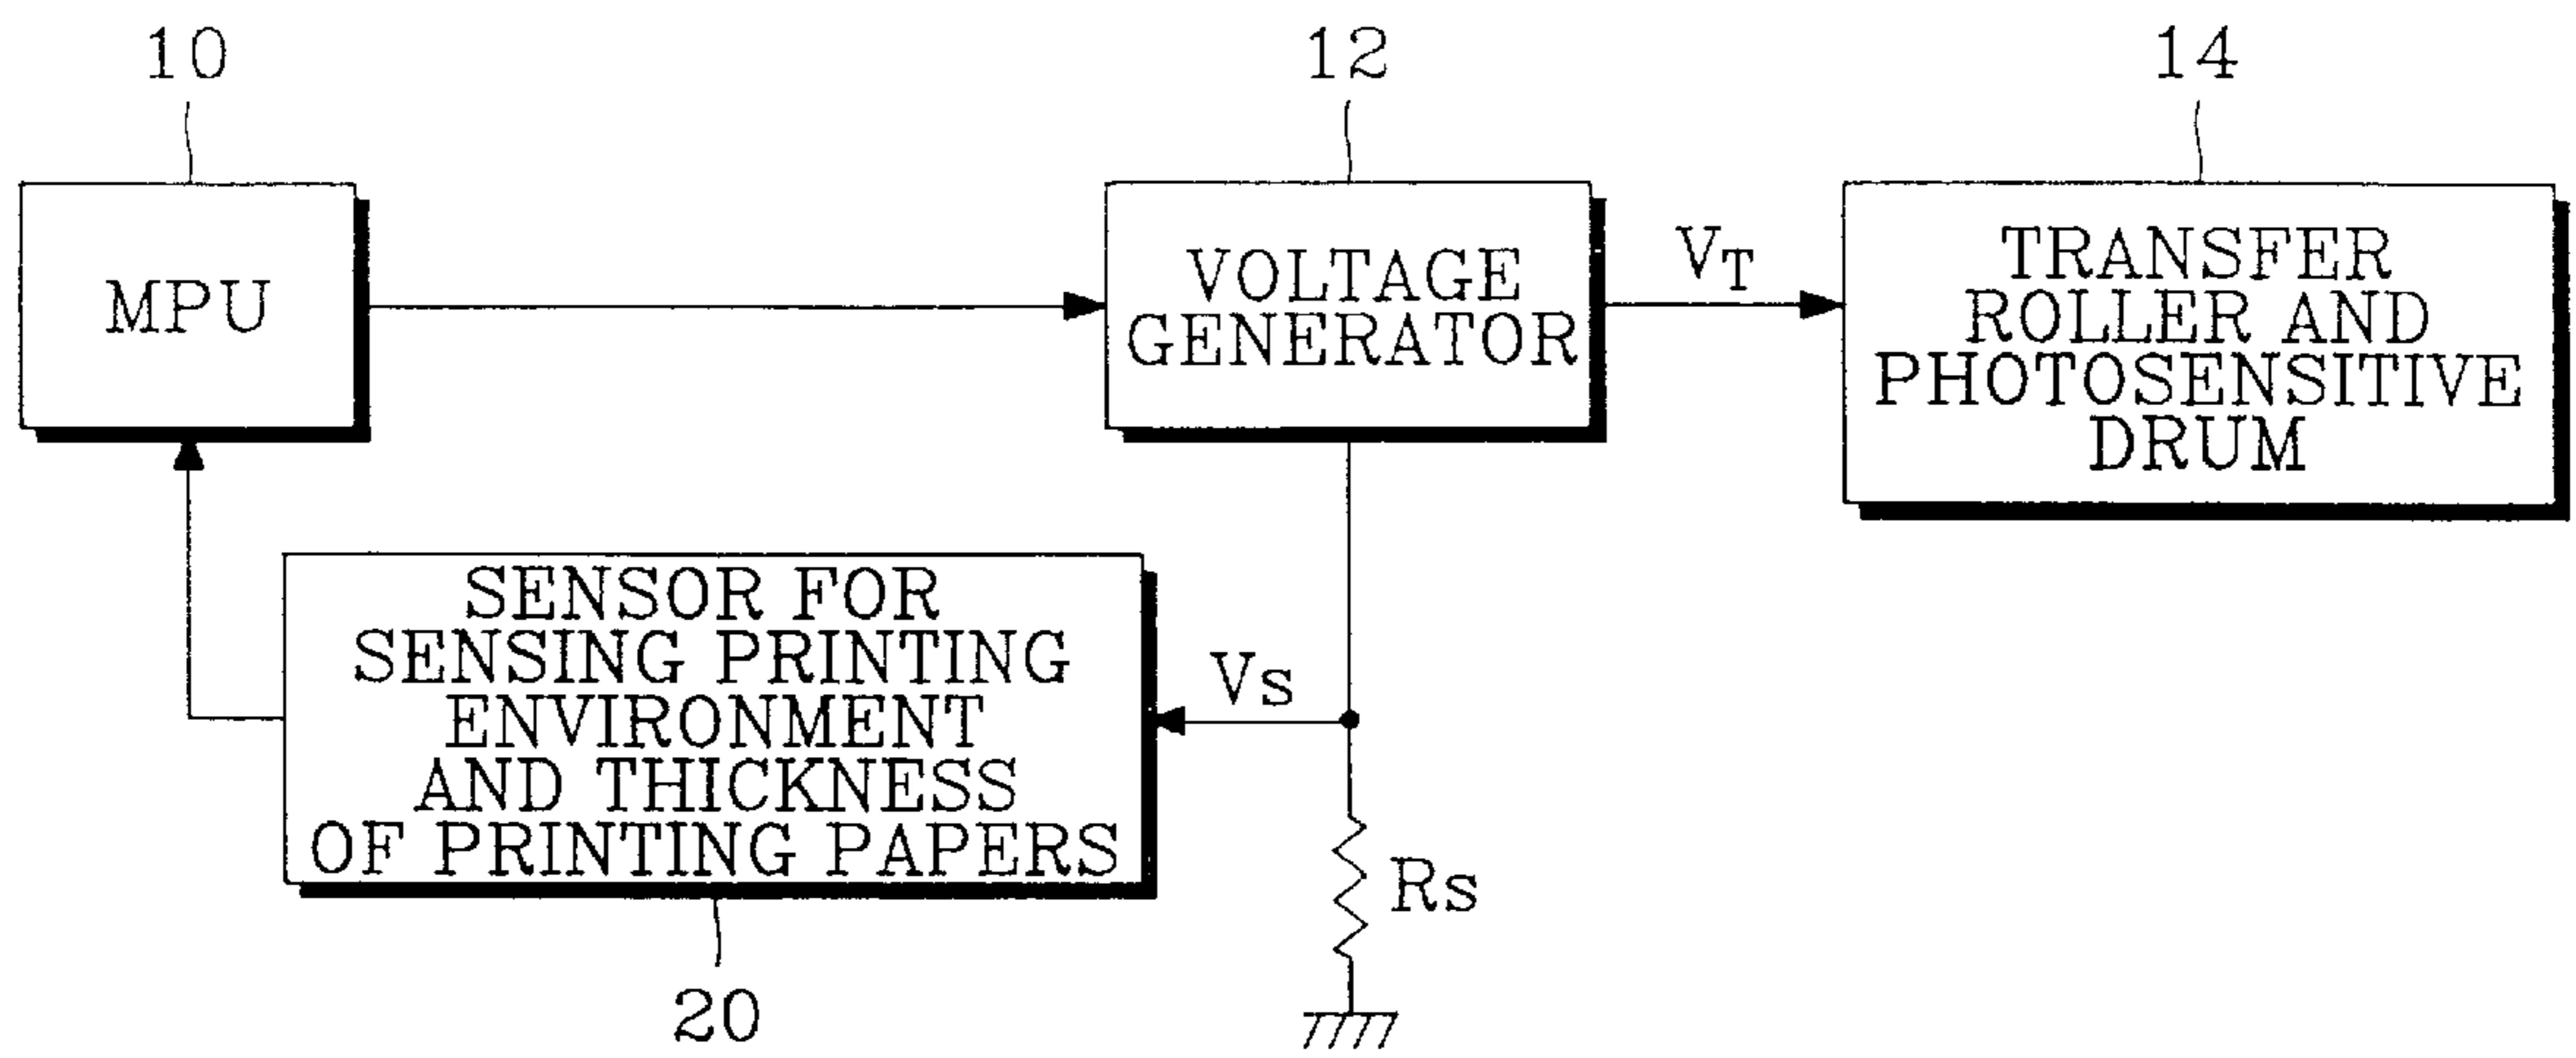 10
12
14
MPU
VOLTAGE
GENERATOR
VT
TRANSFER
ROLLER AND
PHOTOSENSITIVE
DRUM
SENSOR FOR
SENSING PRINTING
ENVIRONMENT
AND THICKNESS
OF PRINTING PAPERS
Vs
Rs
20